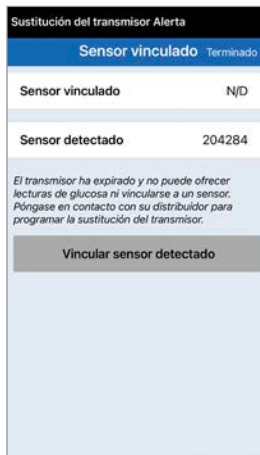 Sustitución del transmisor Alerta
Sensor vinculado Terminado
Sensor vinculado N/D
Sensor detectado 204284
El transmisor ha expirado y no puede ofrecer
lecturas de glucosa ni vincularse a un sensor.
Póngase en contacto con su distribuidor para
programar la sustitución del transmisor.
Vincular sensor detectado